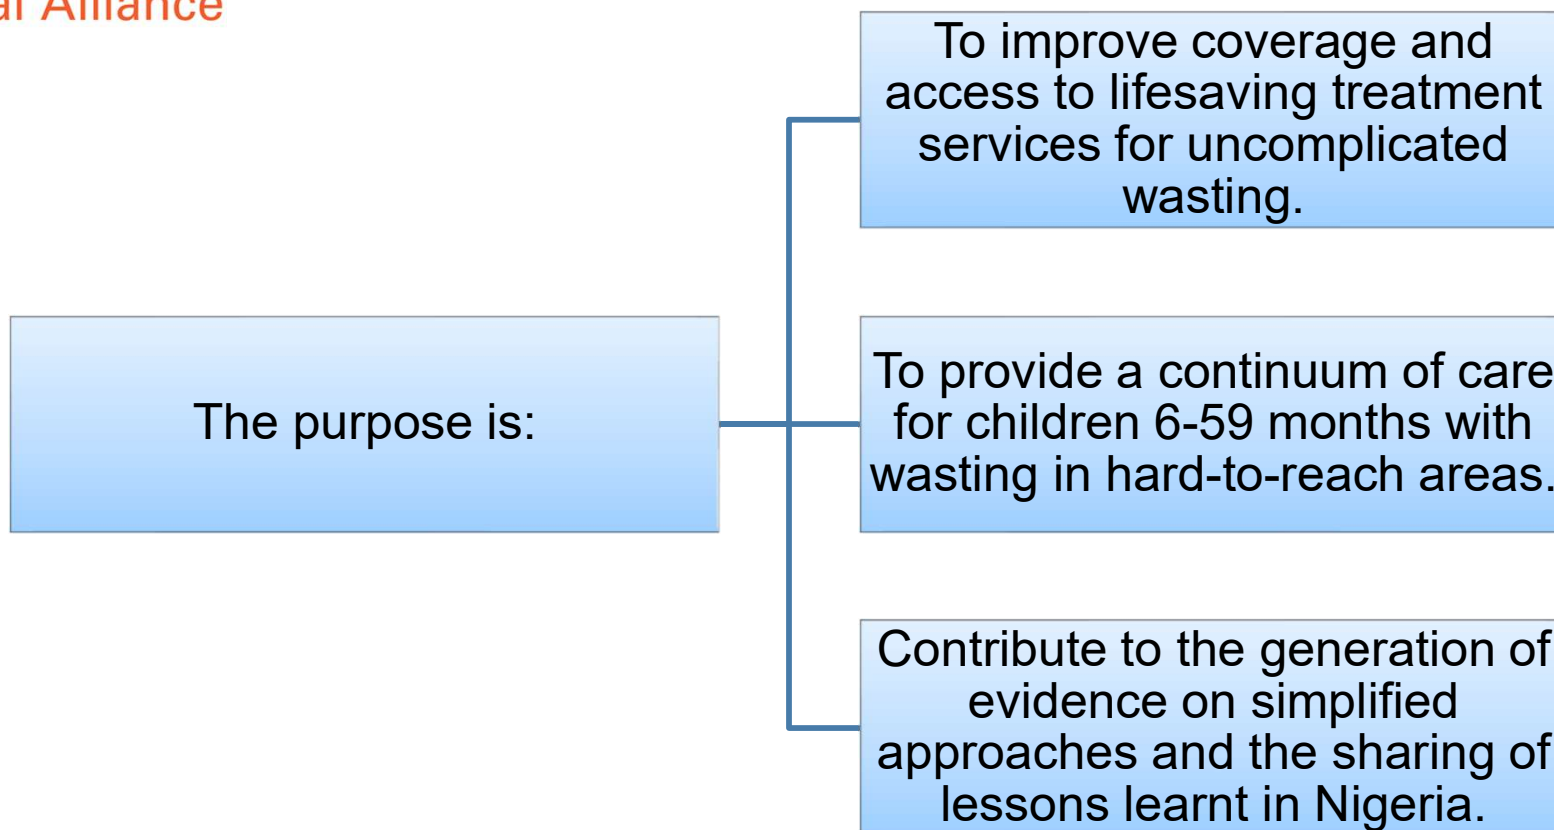 Alliance
To improve coverage and
access to lifesaving treatment
services for uncomplicated
wasting.
The purpose is:
To provide a continuum of care
for children 6-59 months with
wasting in hard-to-reach areas.
Contribute to the generation of
evidence on simplified
approaches and the sharing of
lessons learnt in Nigeria.